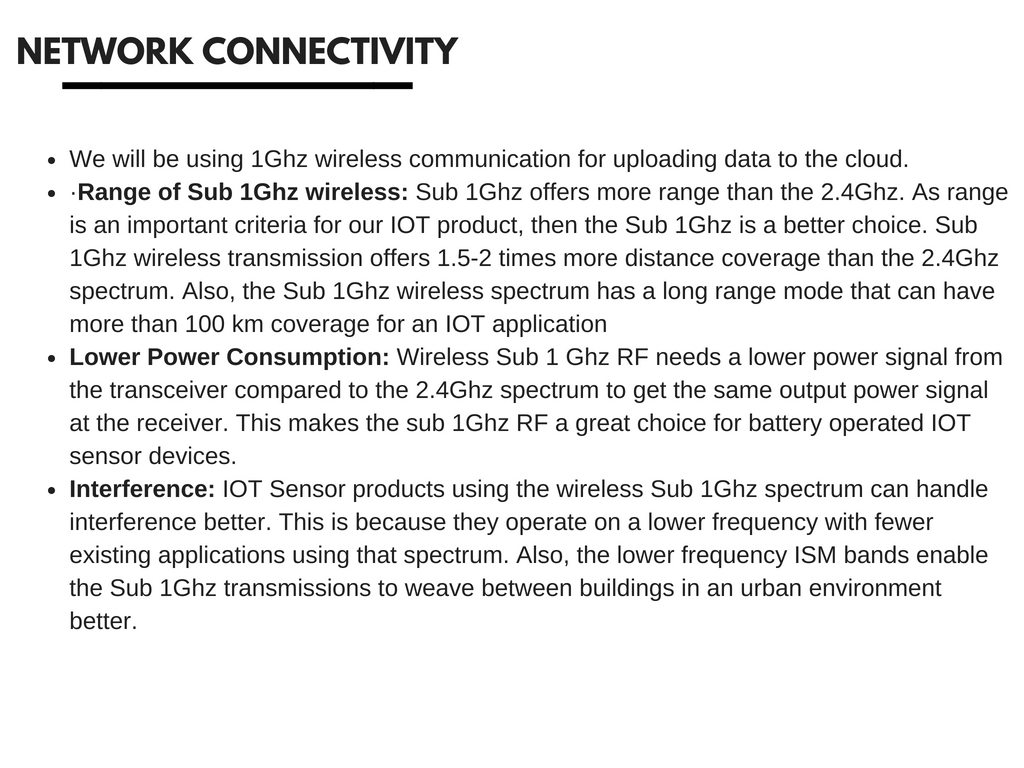 NETWORK CONNECTIVITY
• We will be using 1Ghz wireless communication for uploading data to the cloud.
• ·Range of Sub 1Ghz wireless: Sub 1Ghz offers more range than the 2.4Ghz. As range
is an important criteria for our IOT product, then the Sub 1Ghz is a better choice. Sub
1Ghz wireless transmission offers 1.5-2 times more distance coverage than the 2.4Ghz
spectrum. Also, the Sub 1Ghz wireless spectrum has a long range mode that can have
more than 100 km coverage for an IOT application
• Lower Power Consumption: Wireless Sub 1 Ghz RF needs a lower power signal from
the transceiver compared to the 2.4Ghz spectrum to get the same output power signal
at the receiver. This makes the sub 1Ghz RF a great choice for battery operated IOT
sensor devices.
• Interference: IOT Sensor products using the wireless Sub 1Ghz spectrum can handle
interference better. This is because they operate on a lower frequency with fewer
existing applications using that spectrum. Also, the lower frequency ISM bands enable
the Sub 1Ghz transmissions to weave between buildings in an urban environment
better.